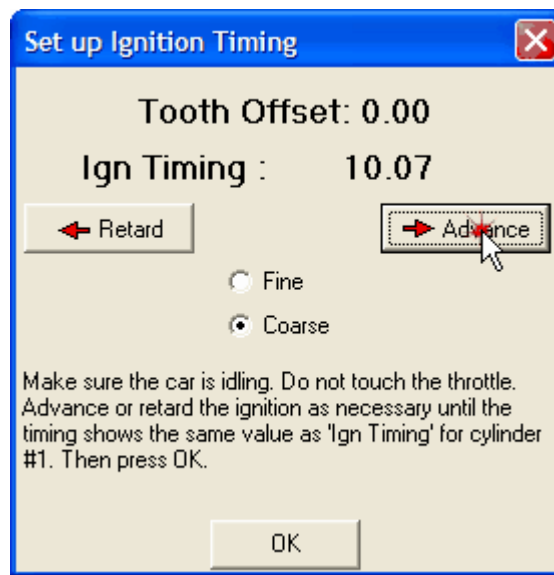 Set up Ignition Timing
Tooth Offset: 0.00
Ign Timing : 10.07
Retard
Advance
Fine
Coarse
Make sure the car is idling. Do not touch the throttle.
Advance or retard the ignition as necessary until the
timing shows the same value as 'Ign Timing' for cylinder
#1. Then press OK.
OK